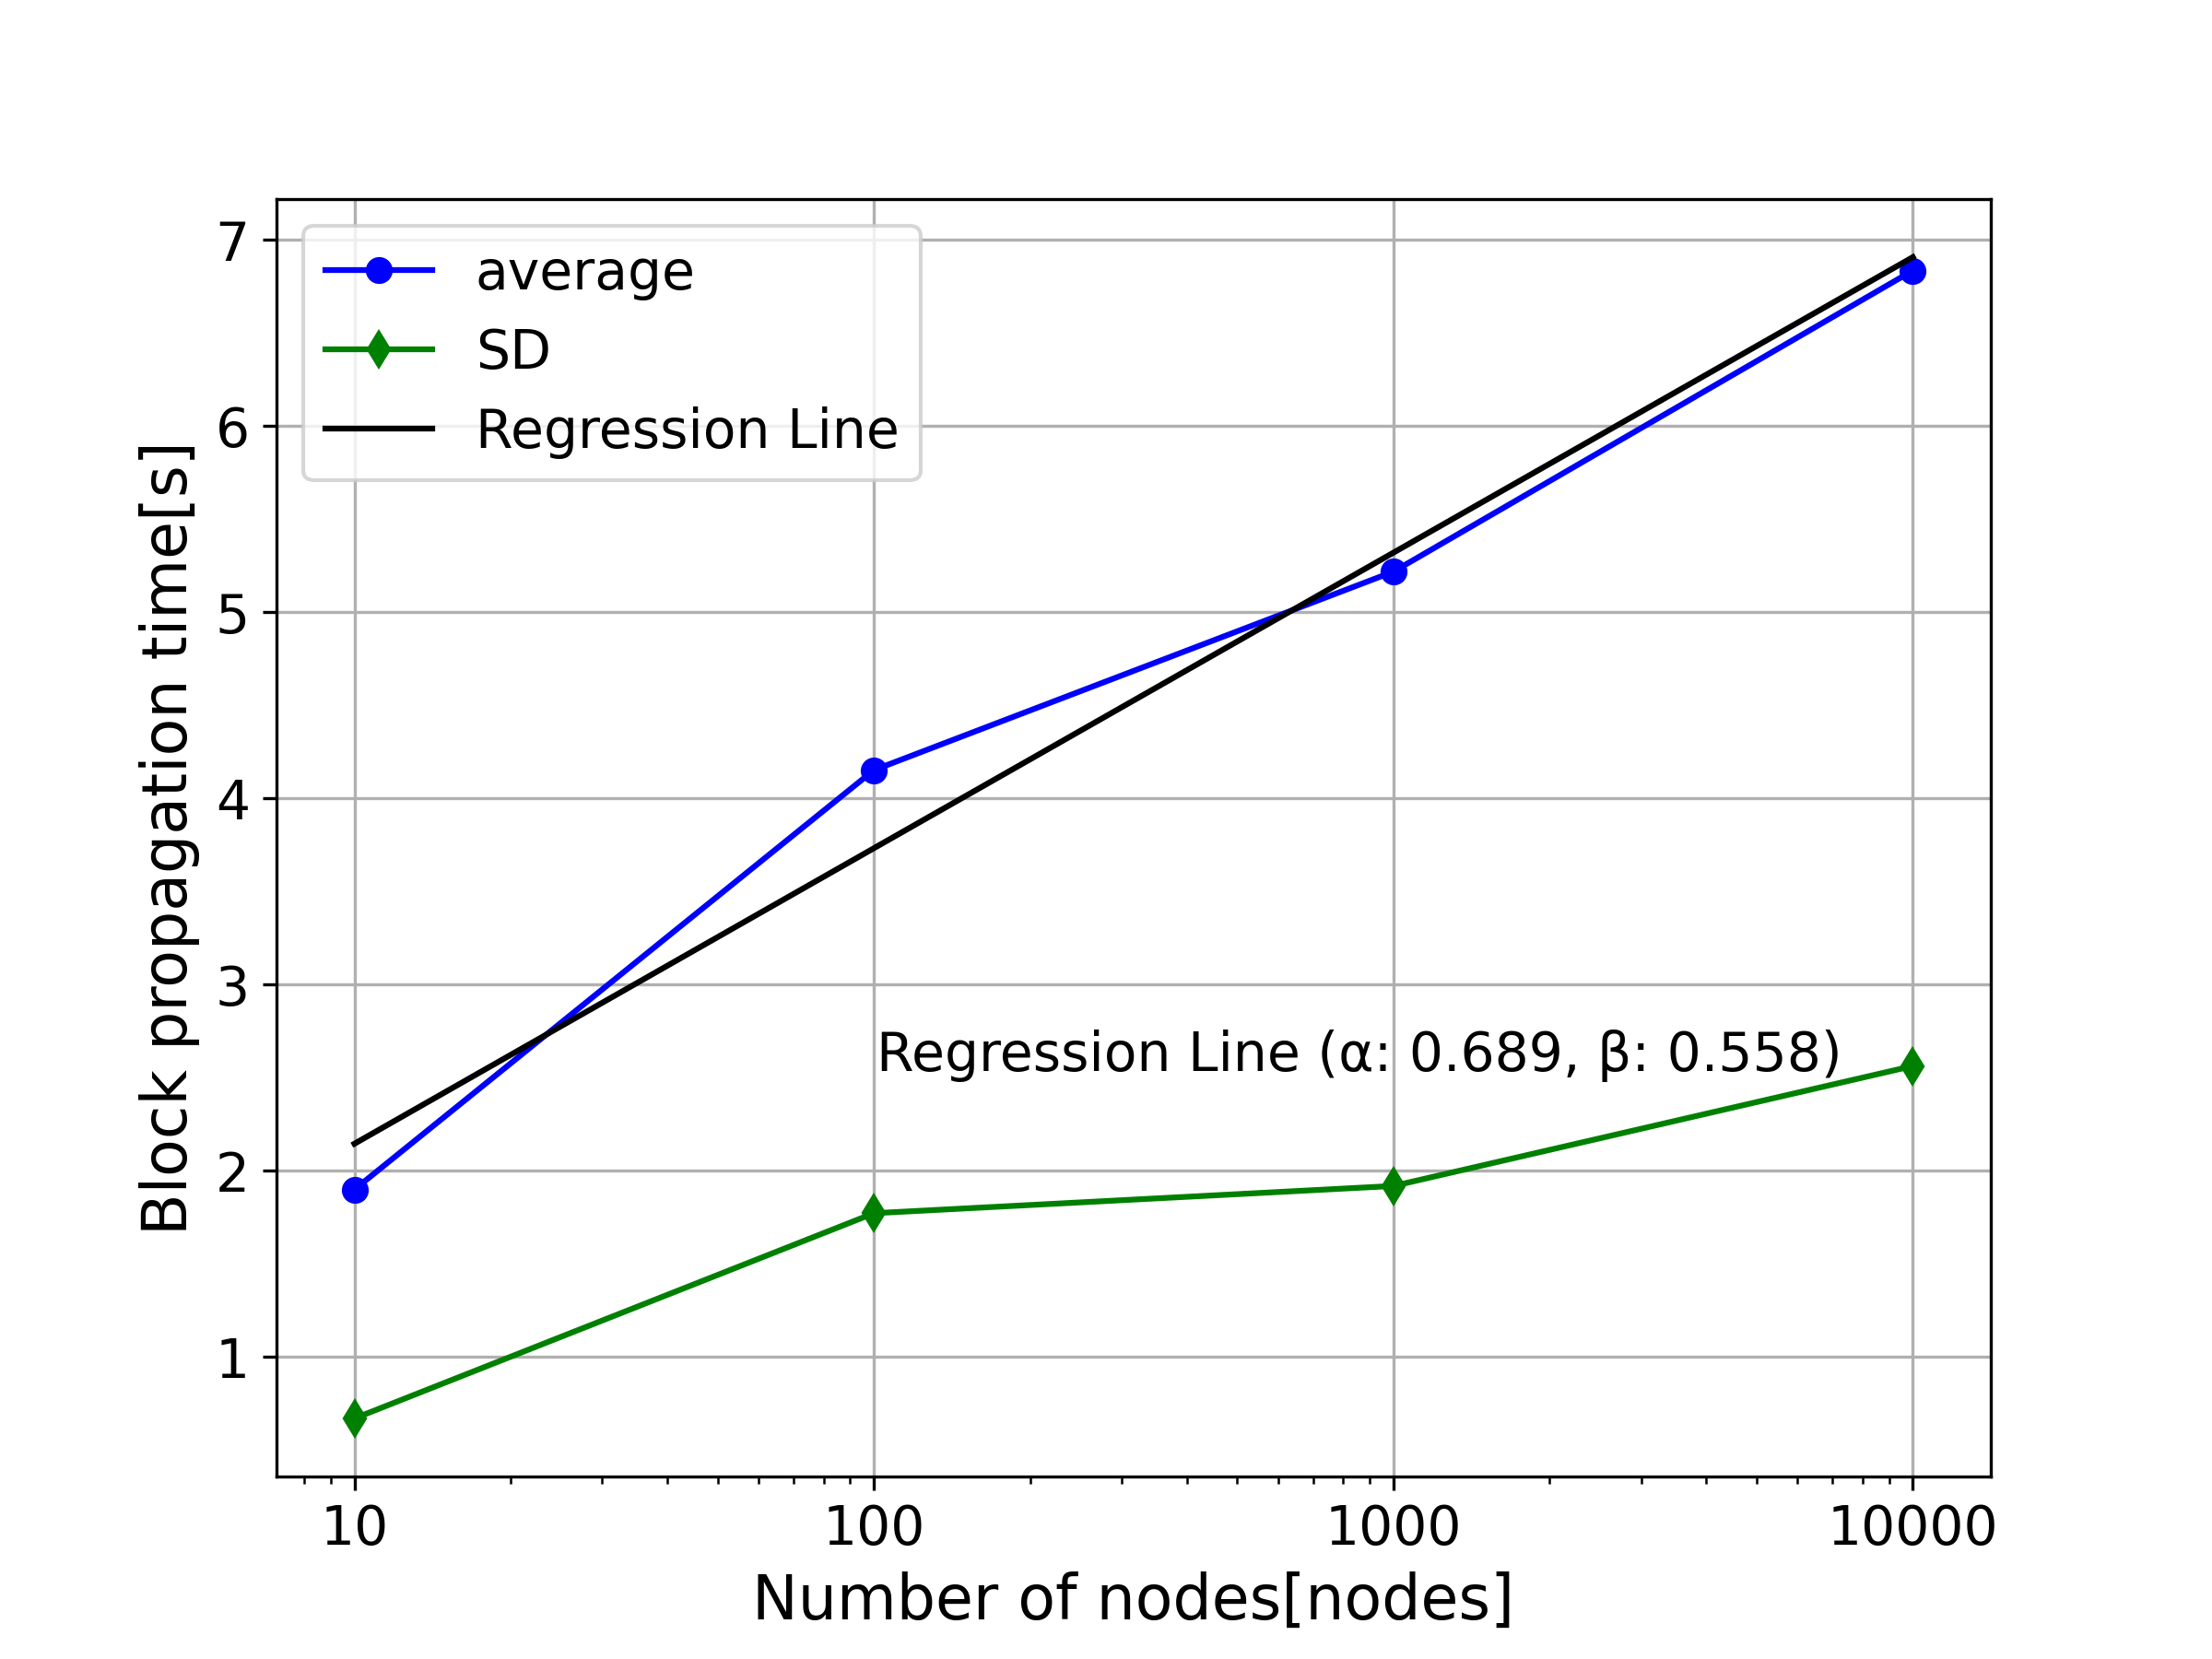 average
SD
Regression Line
7
6
5
4
3
2
1
Block propagation time[s]
Regression Line (α: 0.689, β: 0.558)
10 100 1000 10000
Number of nodes[nodes]